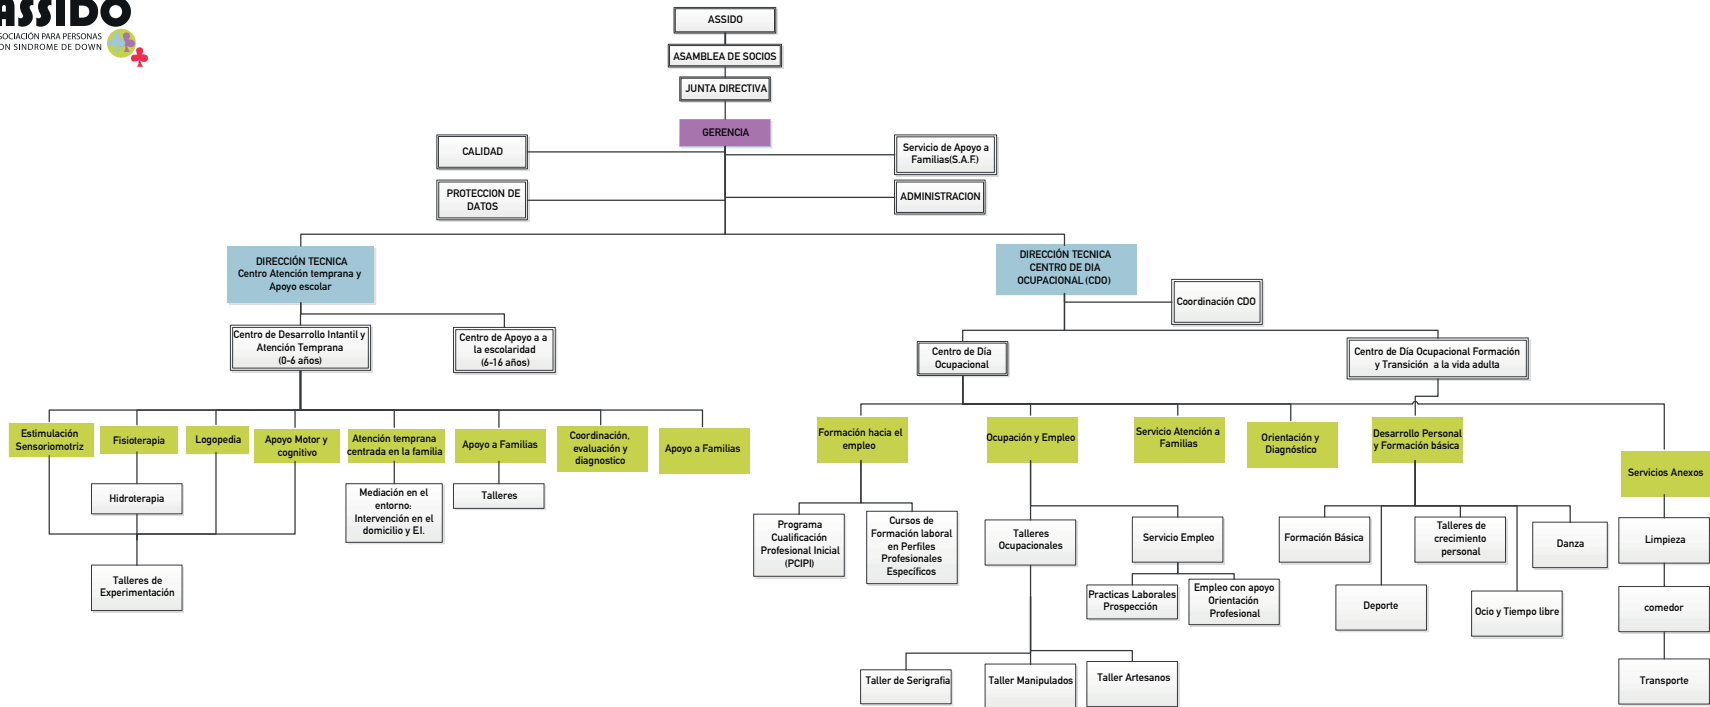 ASSIDO
ASOCIACIÓN PARA PERSONAS
CON SINDROME DE DOWN
ASSIDO
ASAMBLEA DE SOCIOS
JUNTA DIRECTIVA
GERENCIA
CALIDAD
Servicio de Apoyo a
Familias(S.A.F.)
PROTECCION DE
DATOS
ADMINISTRACION
DIRECCIÓN TECNICA
Centro Atención temprana y
Apoyo escolar
DIRECCIÓN TECNICA
CENTRO DE DIA
OCUPACIONAL (CDO)
Coordinación CDO
Centro de Desarrollo Intantil y
Atención Temprana
(0-6 años)
Centro de Apoyo a a
la escolaridad
(6-16 años)
Centro de Día
Ocupacional
Centro de Día Ocupacional Formación
y Transición a la vida adulta
Estimulación
Sensoriomotriz
Fisioterapia
Logopedia
Apoyo Motor y
cognitivo
Atención temprana
centrada en la familia
Apoyo a Familias
Coordinación,
evaluación y
diagnostico
Apoyo a Familias
Formación hacia el
empleo
Ocupación y Empleo
Servicio Atención a
Familias
Orientación y
Diagnóstico
Desarrollo Personal
y Formación básica
Servicios Anexos
Hidroterapia
Mediación en el
entorno:
Intervención en el
domicilio y E.I.
Talleres
Talleres de
Experimentación
Programa
Cualificación
Profesional Inicial
(PCIPI)
Cursos de
Formación laboral
en Perfiles
Profesionales
Específicos
Talleres
Ocupacionales
Servicio Empleo
Formación Básica
Talleres de
crecimiento
personal
Danza
Limpieza
Practicas Laborales
Prospección
Empleo con apoyo
Orientación
Profesional
Deporte
Ocio y Tiempo libre
comedor
Taller de Serigrafia
Taller Manipulados
Taller Artesanos
Transporte